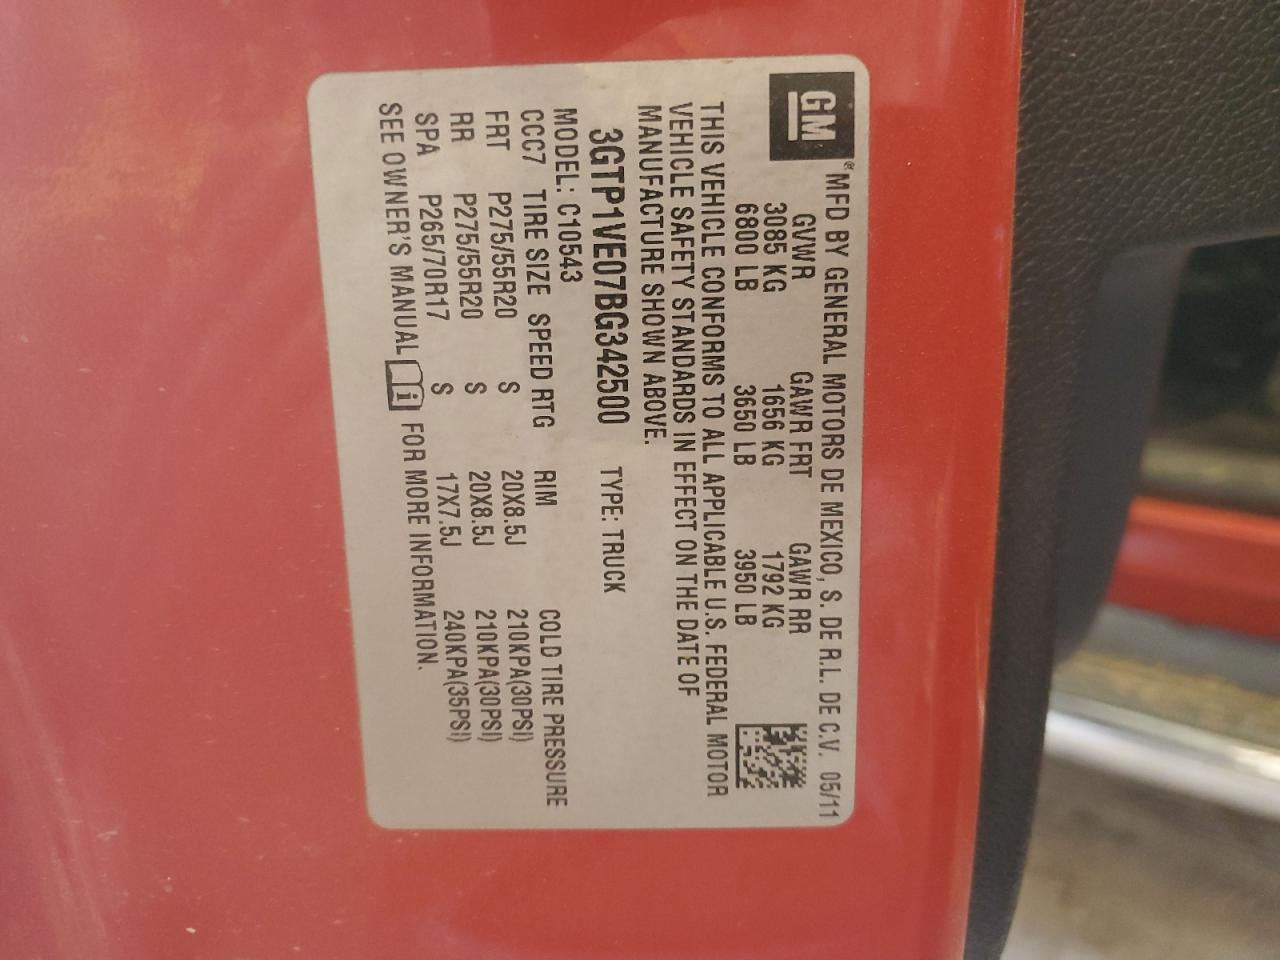 GM
® MFD BY GENERAL MOTORS DE MEXICO, S. DE R.L. DE C.V. 05/11
GVWR GAWR FRT GAWR RR
3085 KG 1656 KG 1792 KG
6800 LB 3650 LB 3950 LB
THIS VEHICLE CONFORMS TO ALL APPLICABLE U.S. FEDERAL MOTOR
VEHICLE SAFETY STANDARDS IN EFFECT ON THE DATE OF
MANUFACTURE SHOWN ABOVE.
3GTP1VE07BG342500 TYPE: TRUCK
MODEL: C10543
CCC7 TIRE SIZE SPEED RTG RIM COLD TIRE PRESSURE
FRT P275/55R20 S 20X8.5J 210KPA(30PSI)
RR P275/55R20 S 20X8.5J 210KPA(30PSI)
SPA P265/70R17 S 17X7.5J 240KPA(35PSI)
SEE OWNER'S MANUAL i FOR MORE INFORMATION.